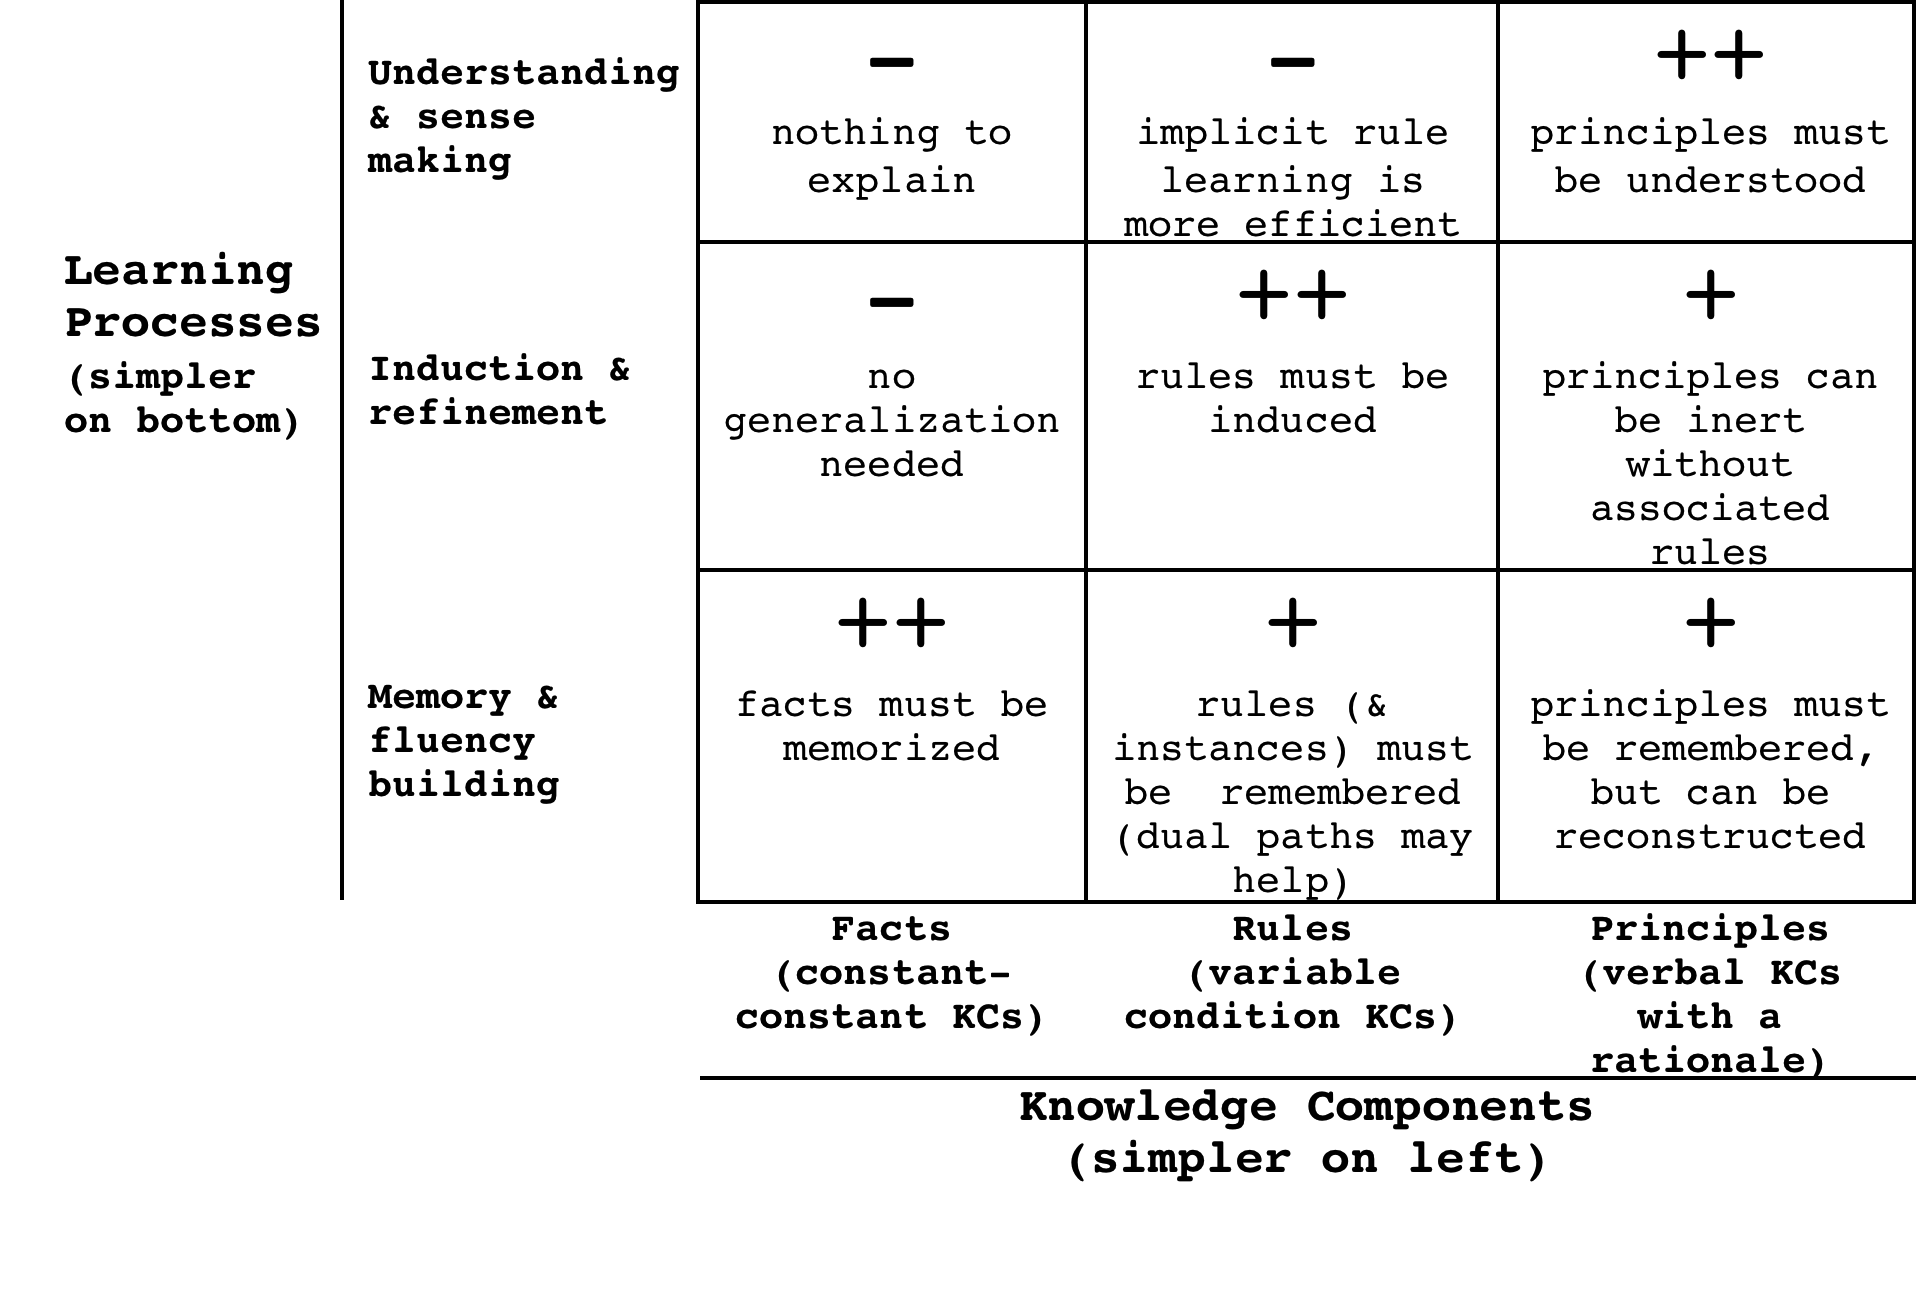 Learning
Processes
(simpler
on bottom)
Understanding
& sense
making
−
nothing to
explain
−
implicit rule
learning is
more efficient
++
principles must
be understood
Induction &
refinement
−
no
generalization
needed
++
rules must be
induced
+
principles can
be inert
without
associated
rules
Memory &
fluency
building
++
facts must be
memorized
+
rules (&
instances) must
be  remembered
(dual paths may
help)
+
principles must
be remembered,
but can be
reconstructed
Facts
(constant-
constant KCs)
Rules
(variable
condition KCs)
Principles
(verbal KCs
with a
rationale)
Knowledge Components
(simpler on left)